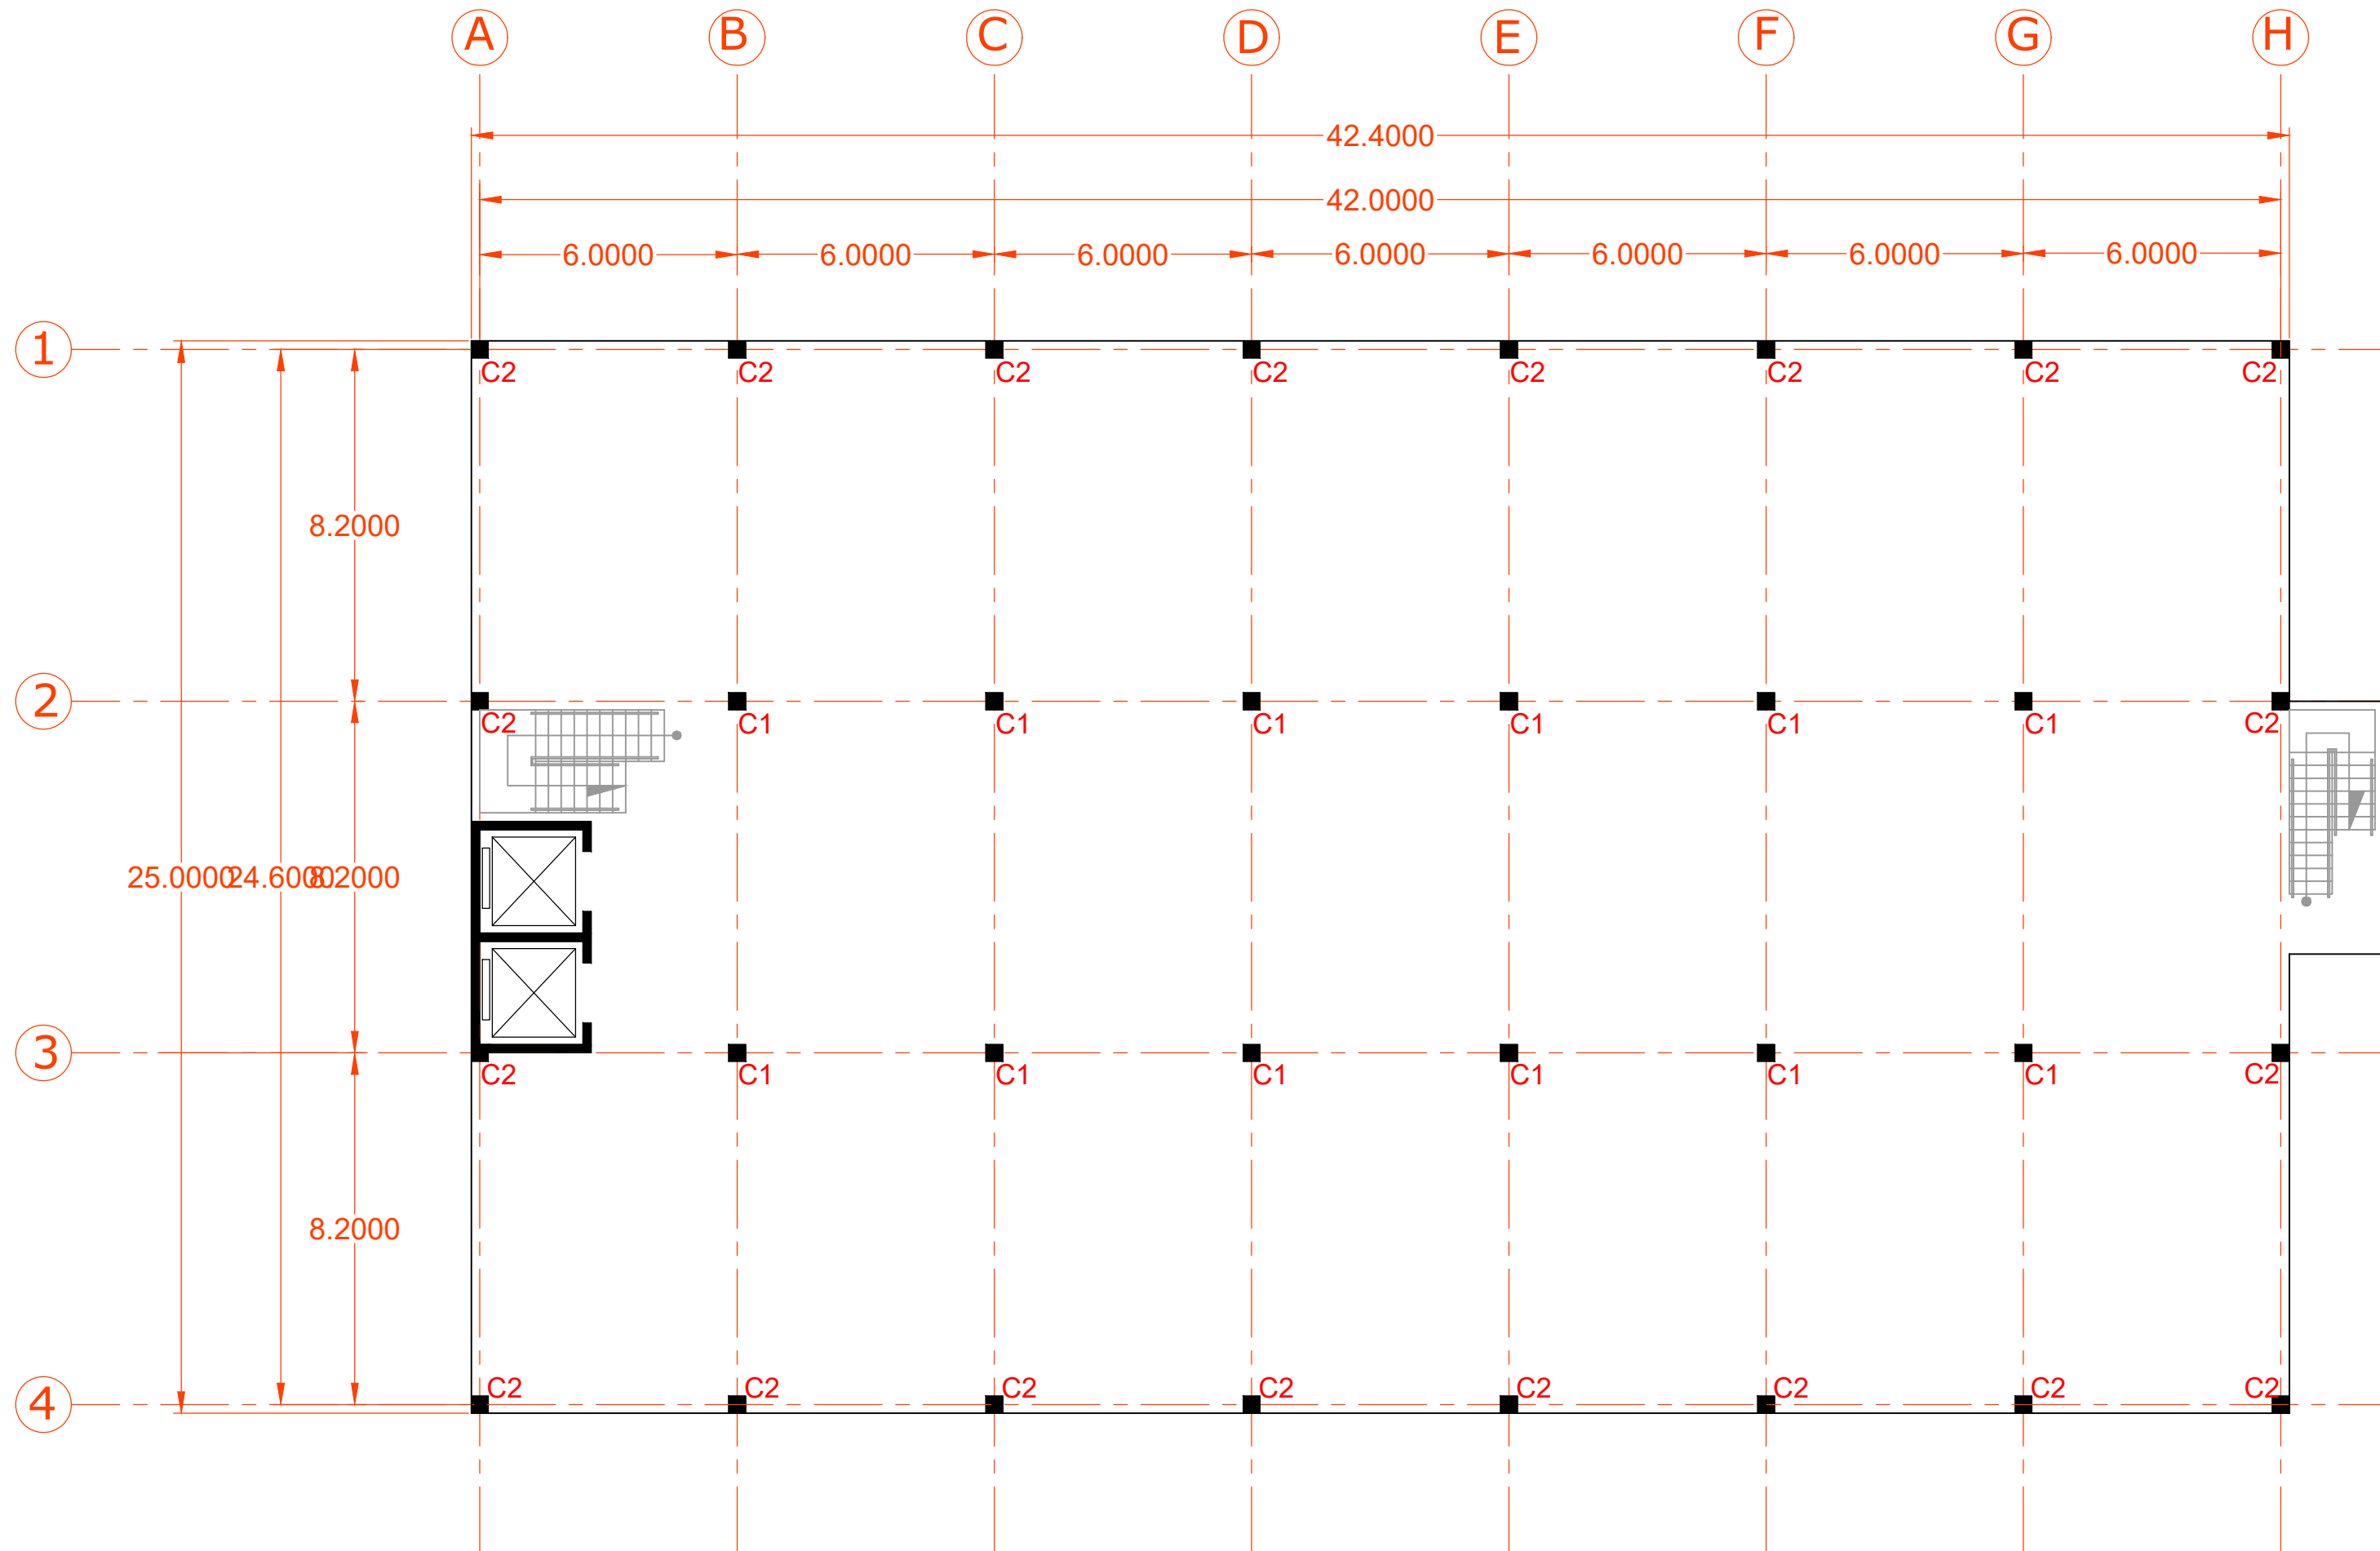 A B C D E F G H
42.4000
42.0000
6.0000 6.0000 6.0000 6.0000 6.0000 6.0000 6.0000
1
C2 C2 C2 C2 C2 C2 C2 C2
8.2000
2
C2 C1 C1 C1 C1 C1 C1 C2
25.0000 24.6000 8.2000
3
C2 C1 C1 C1 C1 C1 C1 C2
8.2000
C2 C2 C2 C2 C2 C2 C2 C2
4